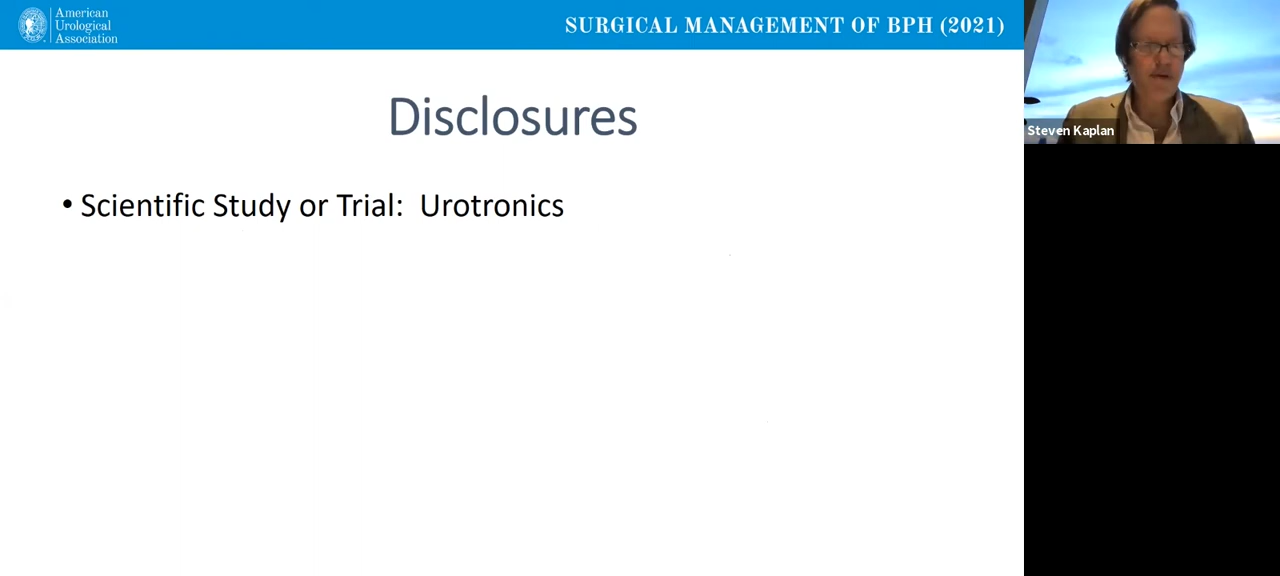 American
Urological
Association
SURGICAL MANAGEMENT OF BPH (2021)
Disclosures
• Scientific Study or Trial: Urotronics
Steven Kaplan